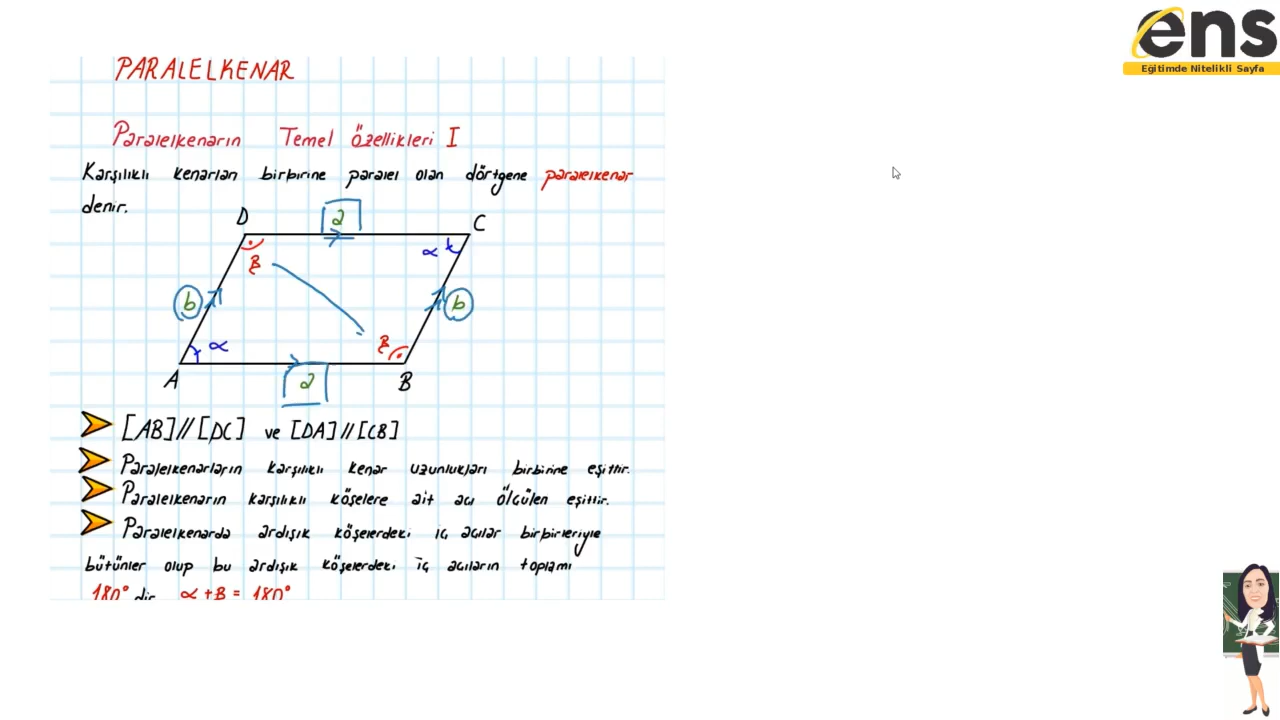 ens
Eğitimde Nitelikli Sayfa
PARALELKENAR
Paralelkenarın Temel özellikleri I
Karşılıklı kenarları birbirine paralel olan dörtgene paralelkenar
denir.
D a C
β α
b b
α β
A a B
[AB]//[DC] ve [DA]//[CB]
Paralelkenarların karşılıklı kenar uzunlukları birbirine eşittir.
Paralelkenarın karşılıklı köşelere ait açı ölçüleri eşittir.
Paralelkenarda ardışık köşelerdeki iç açılar birbirleriyle
bütünler olup bu ardışık köşelerdeki iç açıların toplamı
180° dir. α + β = 180°